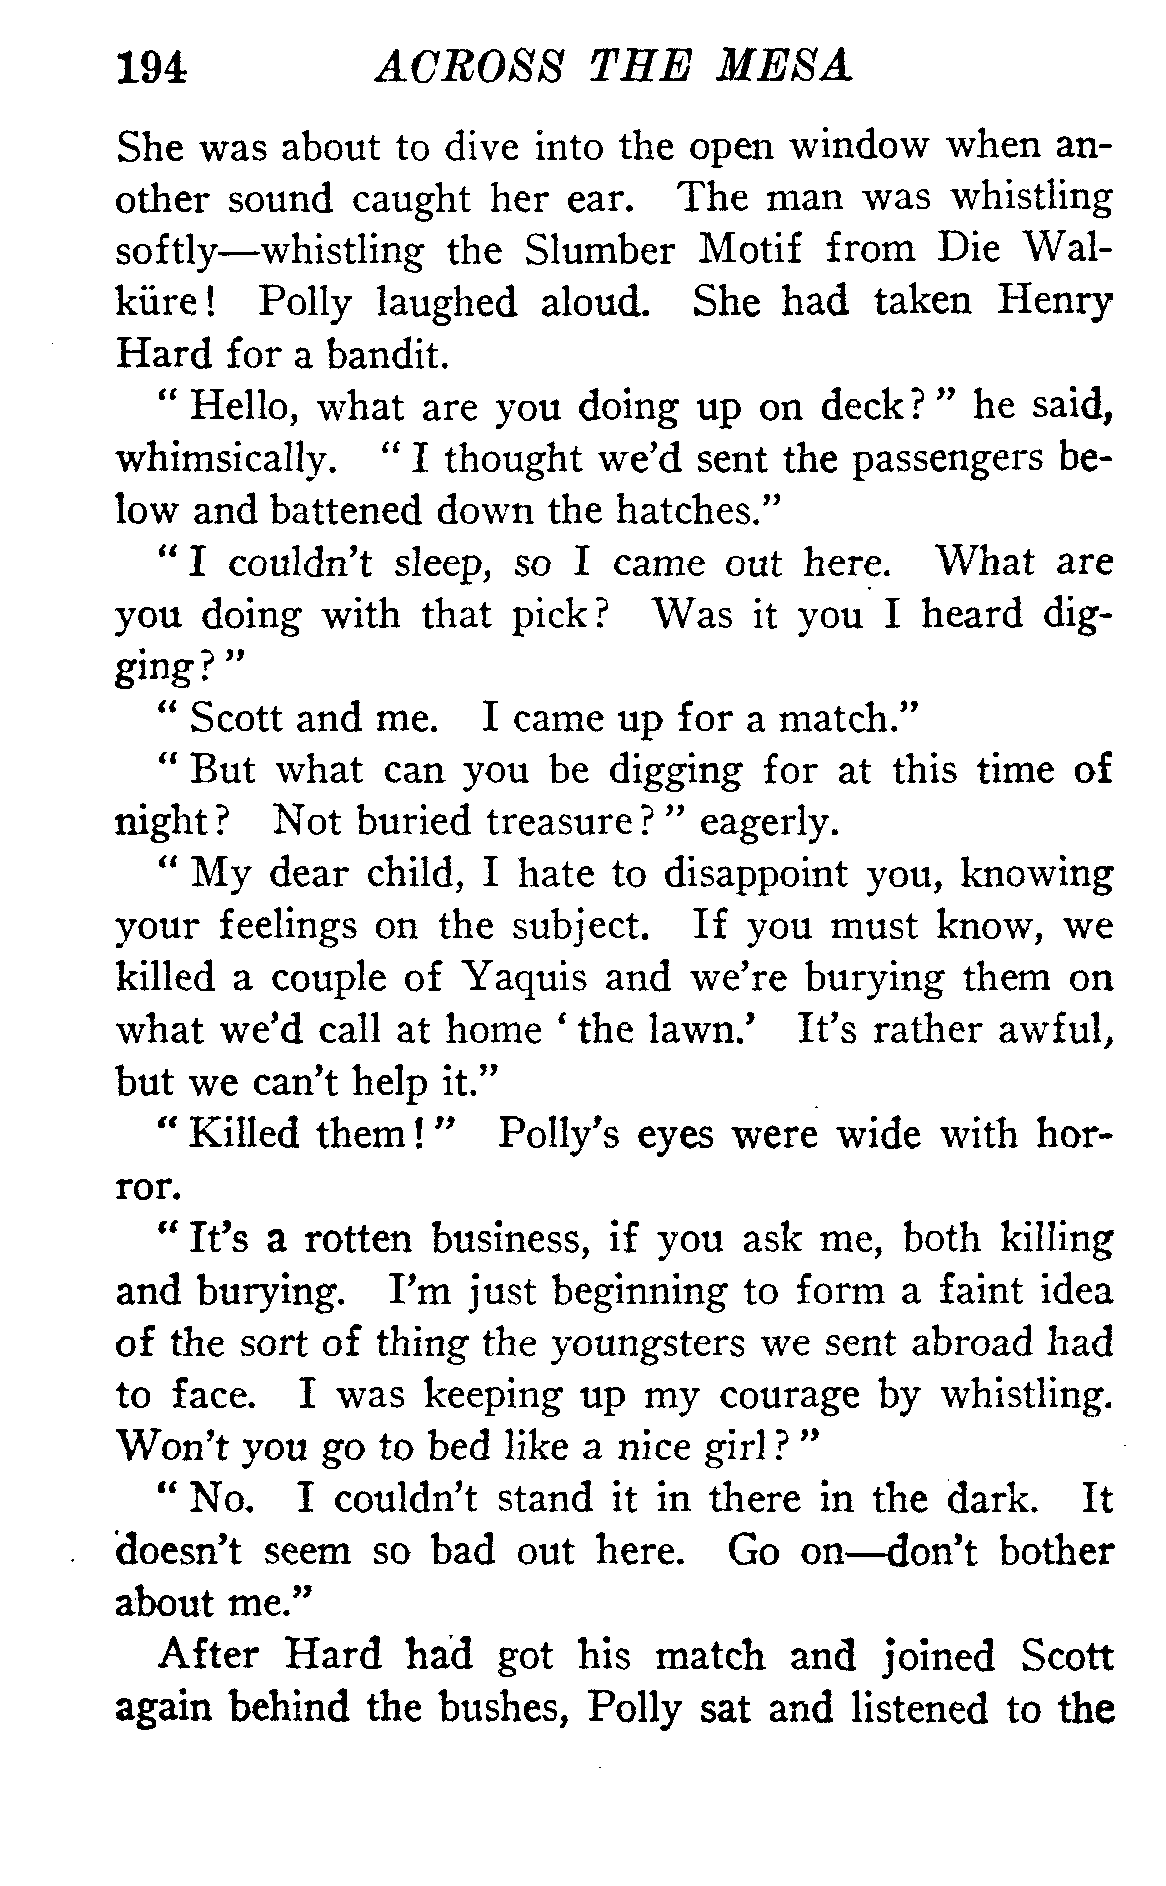 194 ACROSS THE MESA
She was about to dive into the open window when an-
other sound caught her ear. The man was whistling
softly—whistling the Slumber Motif from Die Wal-
küre! Polly laughed aloud. She had taken Henry
Hard for a bandit.
" Hello, what are you doing up on deck? " he said,
whimsically. " I thought we'd sent the passengers be-
low and battened down the hatches."
" I couldn't sleep, so I came out here. What are
you doing with that pick? Was it you I heard dig-
ging? "
" Scott and me. I came up for a match."
" But what can you be digging for at this time of
night? Not buried treasure? " eagerly.
" My dear child, I hate to disappoint you, knowing
your feelings on the subject. If you must know, we
killed a couple of Yaquis and we're burying them on
what we'd call at home ' the lawn.' It's rather awful,
but we can't help it."
" Killed them! " Polly's eyes were wide with hor-
ror.
" It's a rotten business, if you ask me, both killing
and burying. I'm just beginning to form a faint idea
of the sort of thing the youngsters we sent abroad had
to face. I was keeping up my courage by whistling.
Won't you go to bed like a nice girl? "
" No. I couldn't stand it in there in the dark. It
doesn't seem so bad out here. Go on—don't bother
about me."
After Hard had got his match and joined Scott
again behind the bushes, Polly sat and listened to the